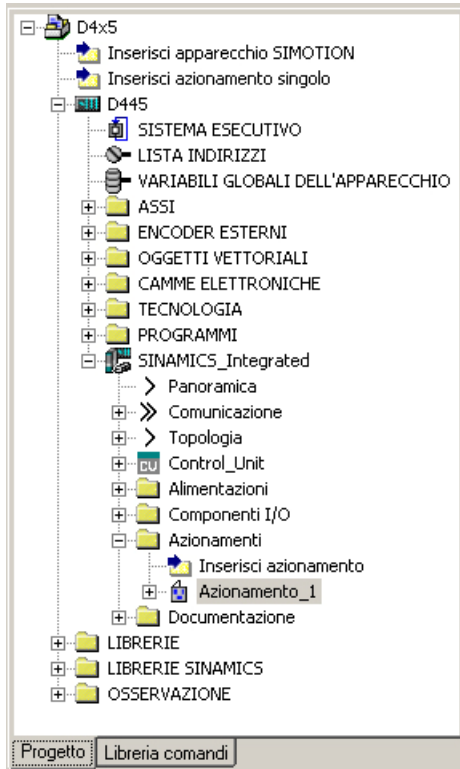 D4x5
Inserisci apparecchio SIMOTION
Inserisci azionamento singolo
D445
SISTEMA ESECUTIVO
LISTA INDIRIZZI
VARIABILI GLOBALI DELL'APPARECCHIO
ASSI
ENCODER ESTERNI
OGGETTI VETTORIALI
CAMME ELETTRONICHE
TECNOLOGIA
PROGRAMMI
SINAMICS_Integrated
Panoramica
Comunicazione
Topologia
CU Control_Unit
Alimentazioni
Componenti I/O
Azionamenti
Inserisci azionamento
Azionamento_1
Documentazione
LIBRERIE
LIBRERIE SINAMICS
OSSERVAZIONE
Progetto Libreria comandi